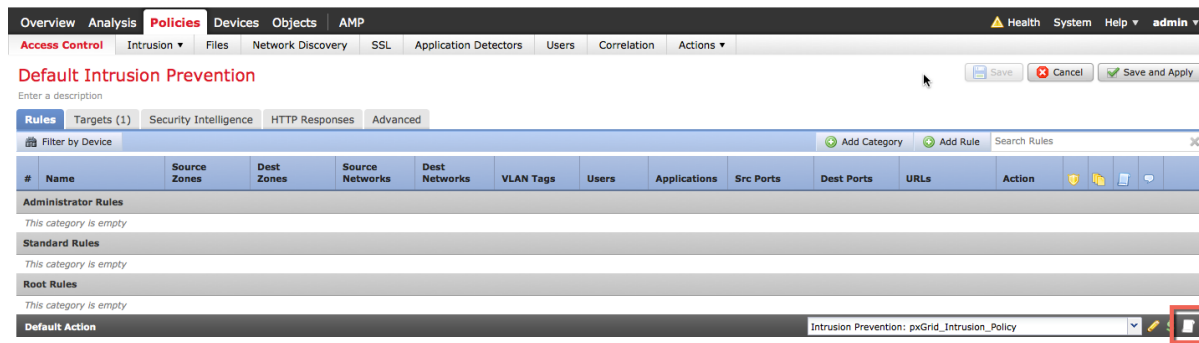 Overview Analysis Policies Devices Objects AMP Health System Help admin
Access Control Intrusion Files Network Discovery SSL Application Detectors Users Correlation Actions
Default Intrusion Prevention Save Cancel Save and Apply
Enter a description
Rules Targets (1) Security Intelligence HTTP Responses Advanced
Filter by Device Add Category Add Rule Search Rules
# Name Source Zones Dest Zones Source Networks Dest Networks VLAN Tags Users Applications Src Ports Dest Ports URLs Action
Administrator Rules
This category is empty
Standard Rules
This category is empty
Root Rules
This category is empty
Default Action Intrusion Prevention: pxGrid_Intrusion_Policy